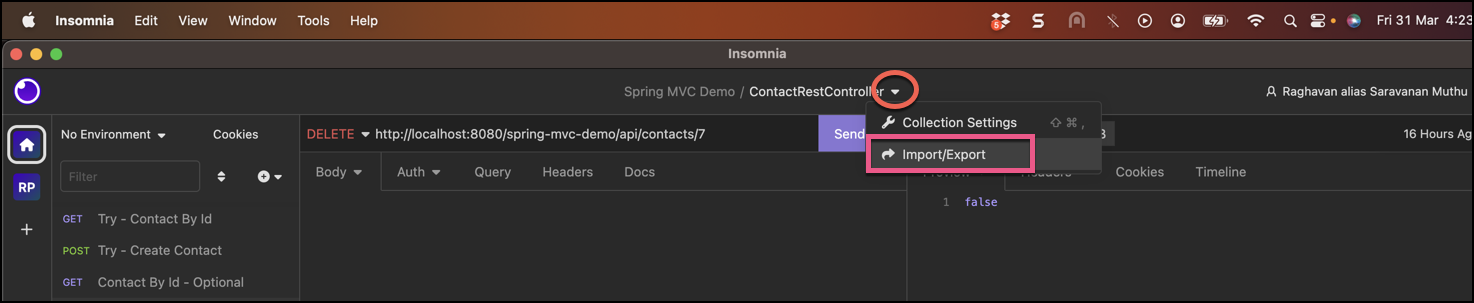 Insomnia Edit View Window Tools Help 5 S Fri 31 Mar 4:23
Insomnia
Spring MVC Demo / ContactRestController Raghavan alias Saravanan Muthu
Collection Settings ⇧ ⌘ ,
No Environment Cookies DELETE http://localhost:8080/spring-mvc-demo/api/contacts/7 Send 16 Hours Ag
Import/Export
Filter Body Auth Query Headers Docs Preview Headers Cookies Timeline
RP
1 false
GET Try - Contact By Id
POST Try - Create Contact
GET Contact By Id - Optional